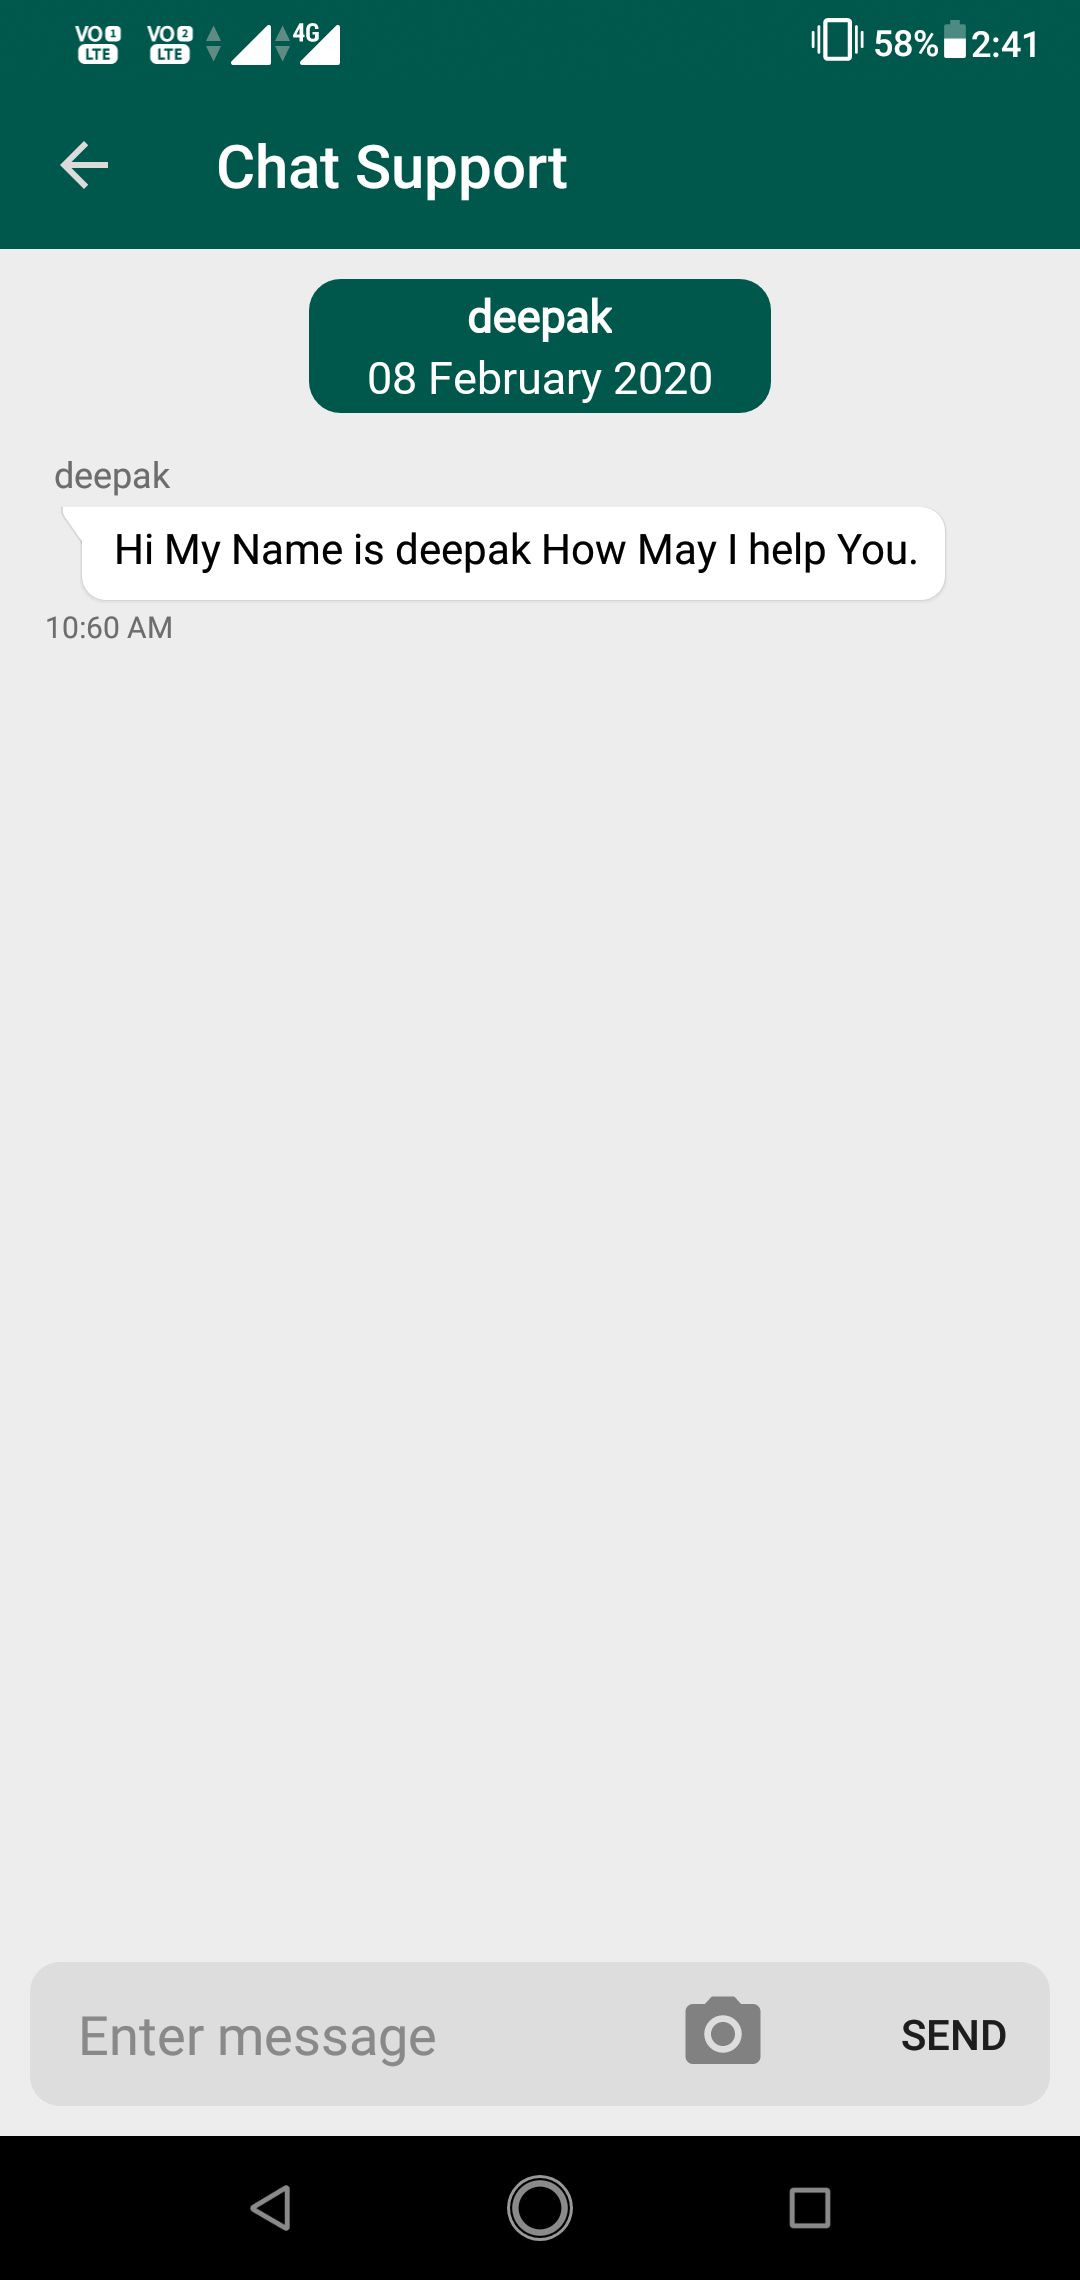 VO 1 LTE VO 2 LTE 4G 58% 2:41
Chat Support
deepak
08 February 2020
deepak
Hi My Name is deepak How May I help You.
10:60 AM
Enter message SEND